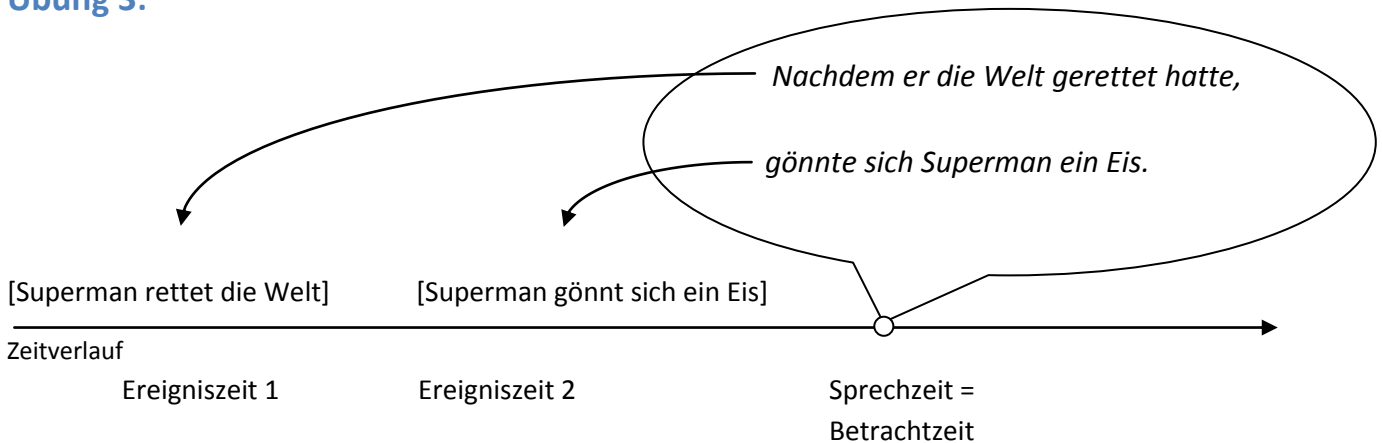 Übung 3:
Nachdem er die Welt gerettet hatte,
gönnte sich Superman ein Eis.
[Superman rettet die Welt] [Superman gönnt sich ein Eis]
Zeitverlauf
Ereigniszeit 1 Ereigniszeit 2 Sprechzeit =
Betrachtzeit